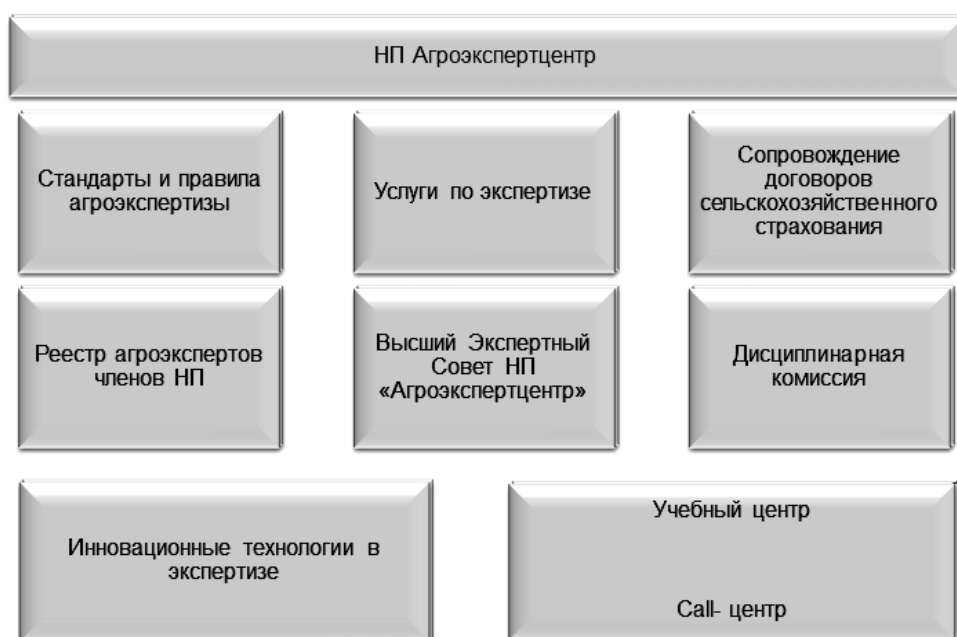 НП Агроэкспертцентр
Стандарты и правила
агроэкспертизы
Услуги по экспертизе
Сопровождение
договоров
сельскохозяйственного
страхования
Реестр агроэкспертов
членов НП
Высший Экспертный
Совет НП
«Агроэкспертцентр»
Дисциплинарная
комиссия
Инновационные технологии в
экспертизе
Учебный центр
Call- центр